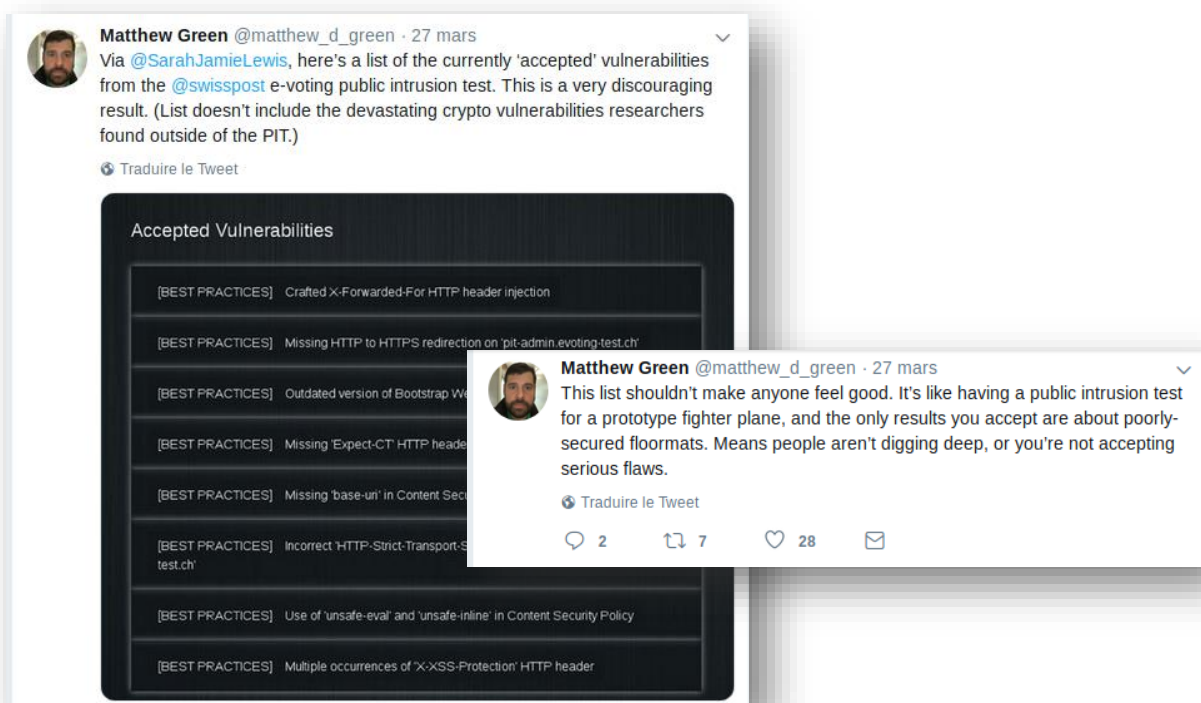 Matthew Green @matthew_d_green · 27 mars
Via @SarahJamieLewis, here’s a list of the currently ‘accepted’ vulnerabilities
from the @swisspost e-voting public intrusion test. This is a very discouraging
result. (List doesn’t include the devastating crypto vulnerabilities researchers
found outside of the PIT.)
Traduire le Tweet
Accepted Vulnerabilities
[BEST PRACTICES] Crafted X-Forwarded-For HTTP header injection
[BEST PRACTICES] Missing HTTP to HTTPS redirection on 'pit-admin.evoting-test.ch'
[BEST PRACTICES] Outdated version of Bootstrap
[BEST PRACTICES] Missing 'Expect-CT' HTTP
[BEST PRACTICES] Missing 'base-uri' in Content
[BEST PRACTICES] Incorrect 'HTTP-Strict-Transport-
test.ch'
[BEST PRACTICES] Use of 'unsafe-eval' and 'unsafe-inline' in Content Security Policy
[BEST PRACTICES] Multiple occurrences of 'X-XSS-Protection' HTTP header
Matthew Green @matthew_d_green · 27 mars
This list shouldn’t make anyone feel good. It’s like having a public intrusion test
for a prototype fighter plane, and the only results you accept are about poorly-
secured floormats. Means people aren’t digging deep, or you’re not accepting
serious flaws.
Traduire le Tweet
2 7 28